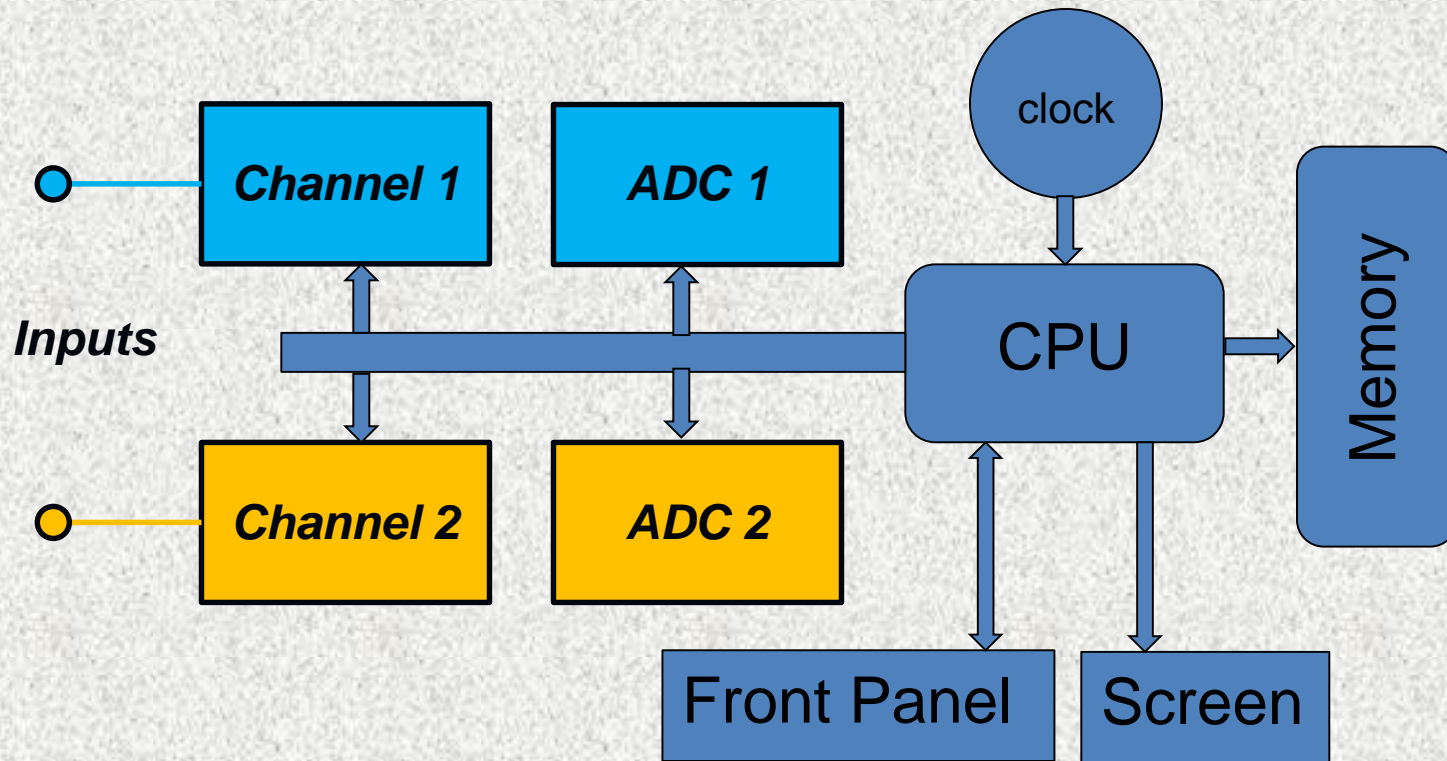 clock
Channel 1
ADC 1
Memory
Inputs
CPU
Channel 2
ADC 2
Front Panel
Screen